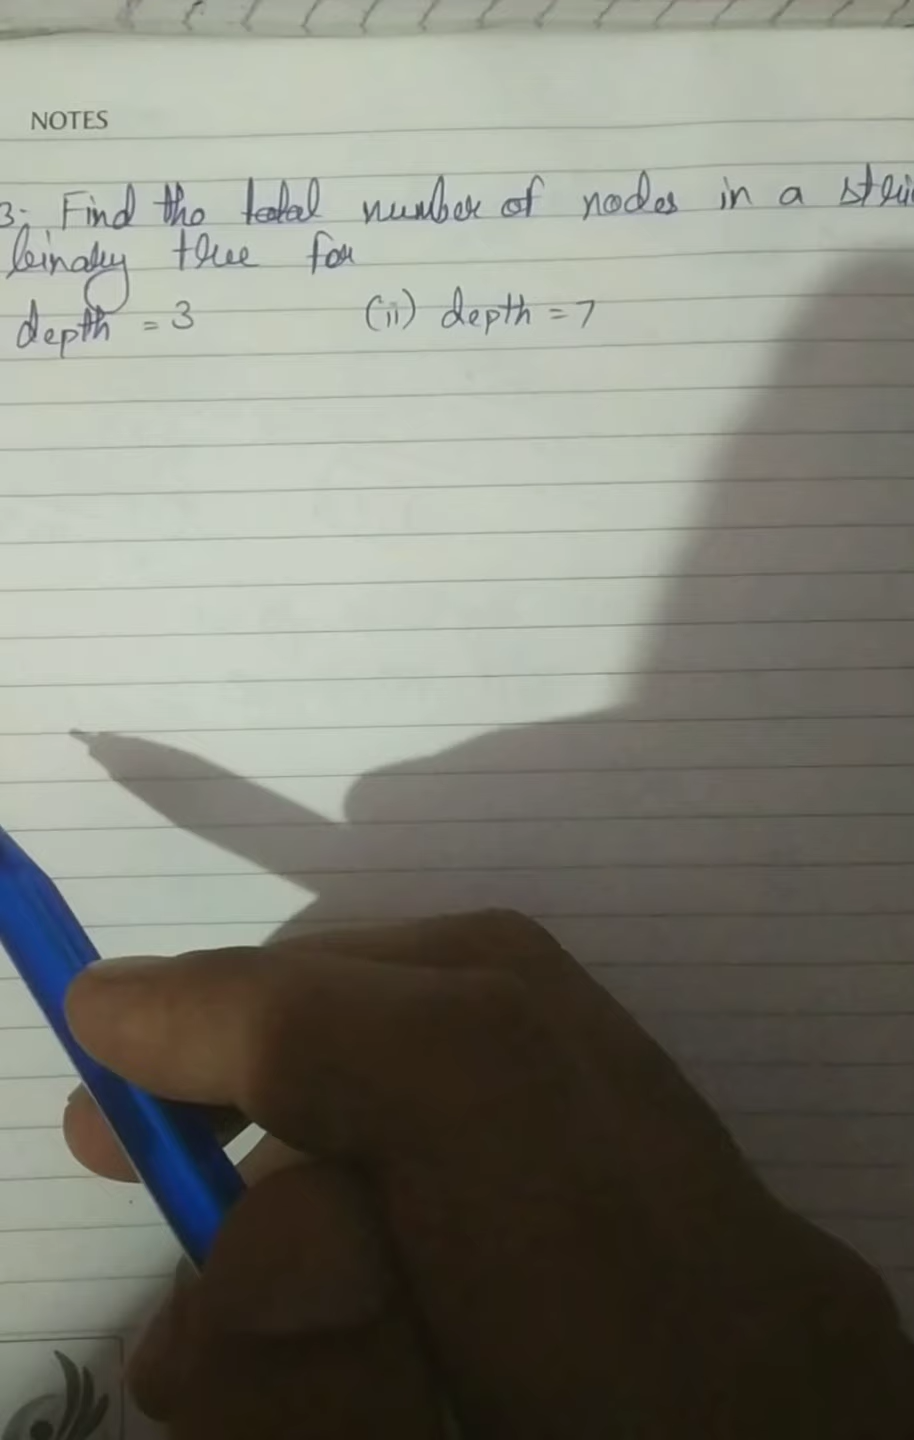 NOTES
3:- Find the total number of nodes in a
binary tree for
depth = 3 (ii) depth = 7